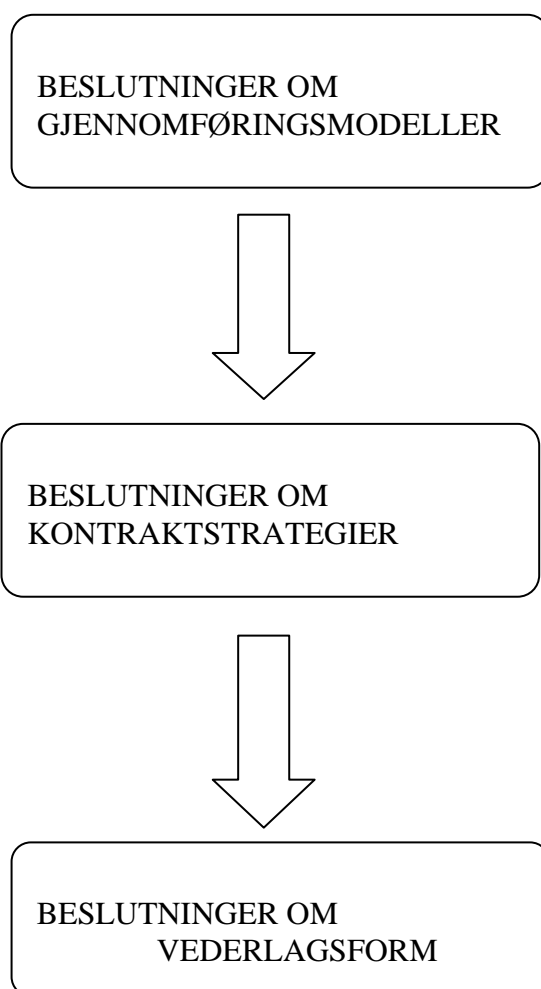 BESLUTNINGER OM
GJENNOMFØRINGSMODELLER
BESLUTNINGER OM
KONTRAKTSTRATEGIER
BESLUTNINGER OM
VEDERLAGSFORM